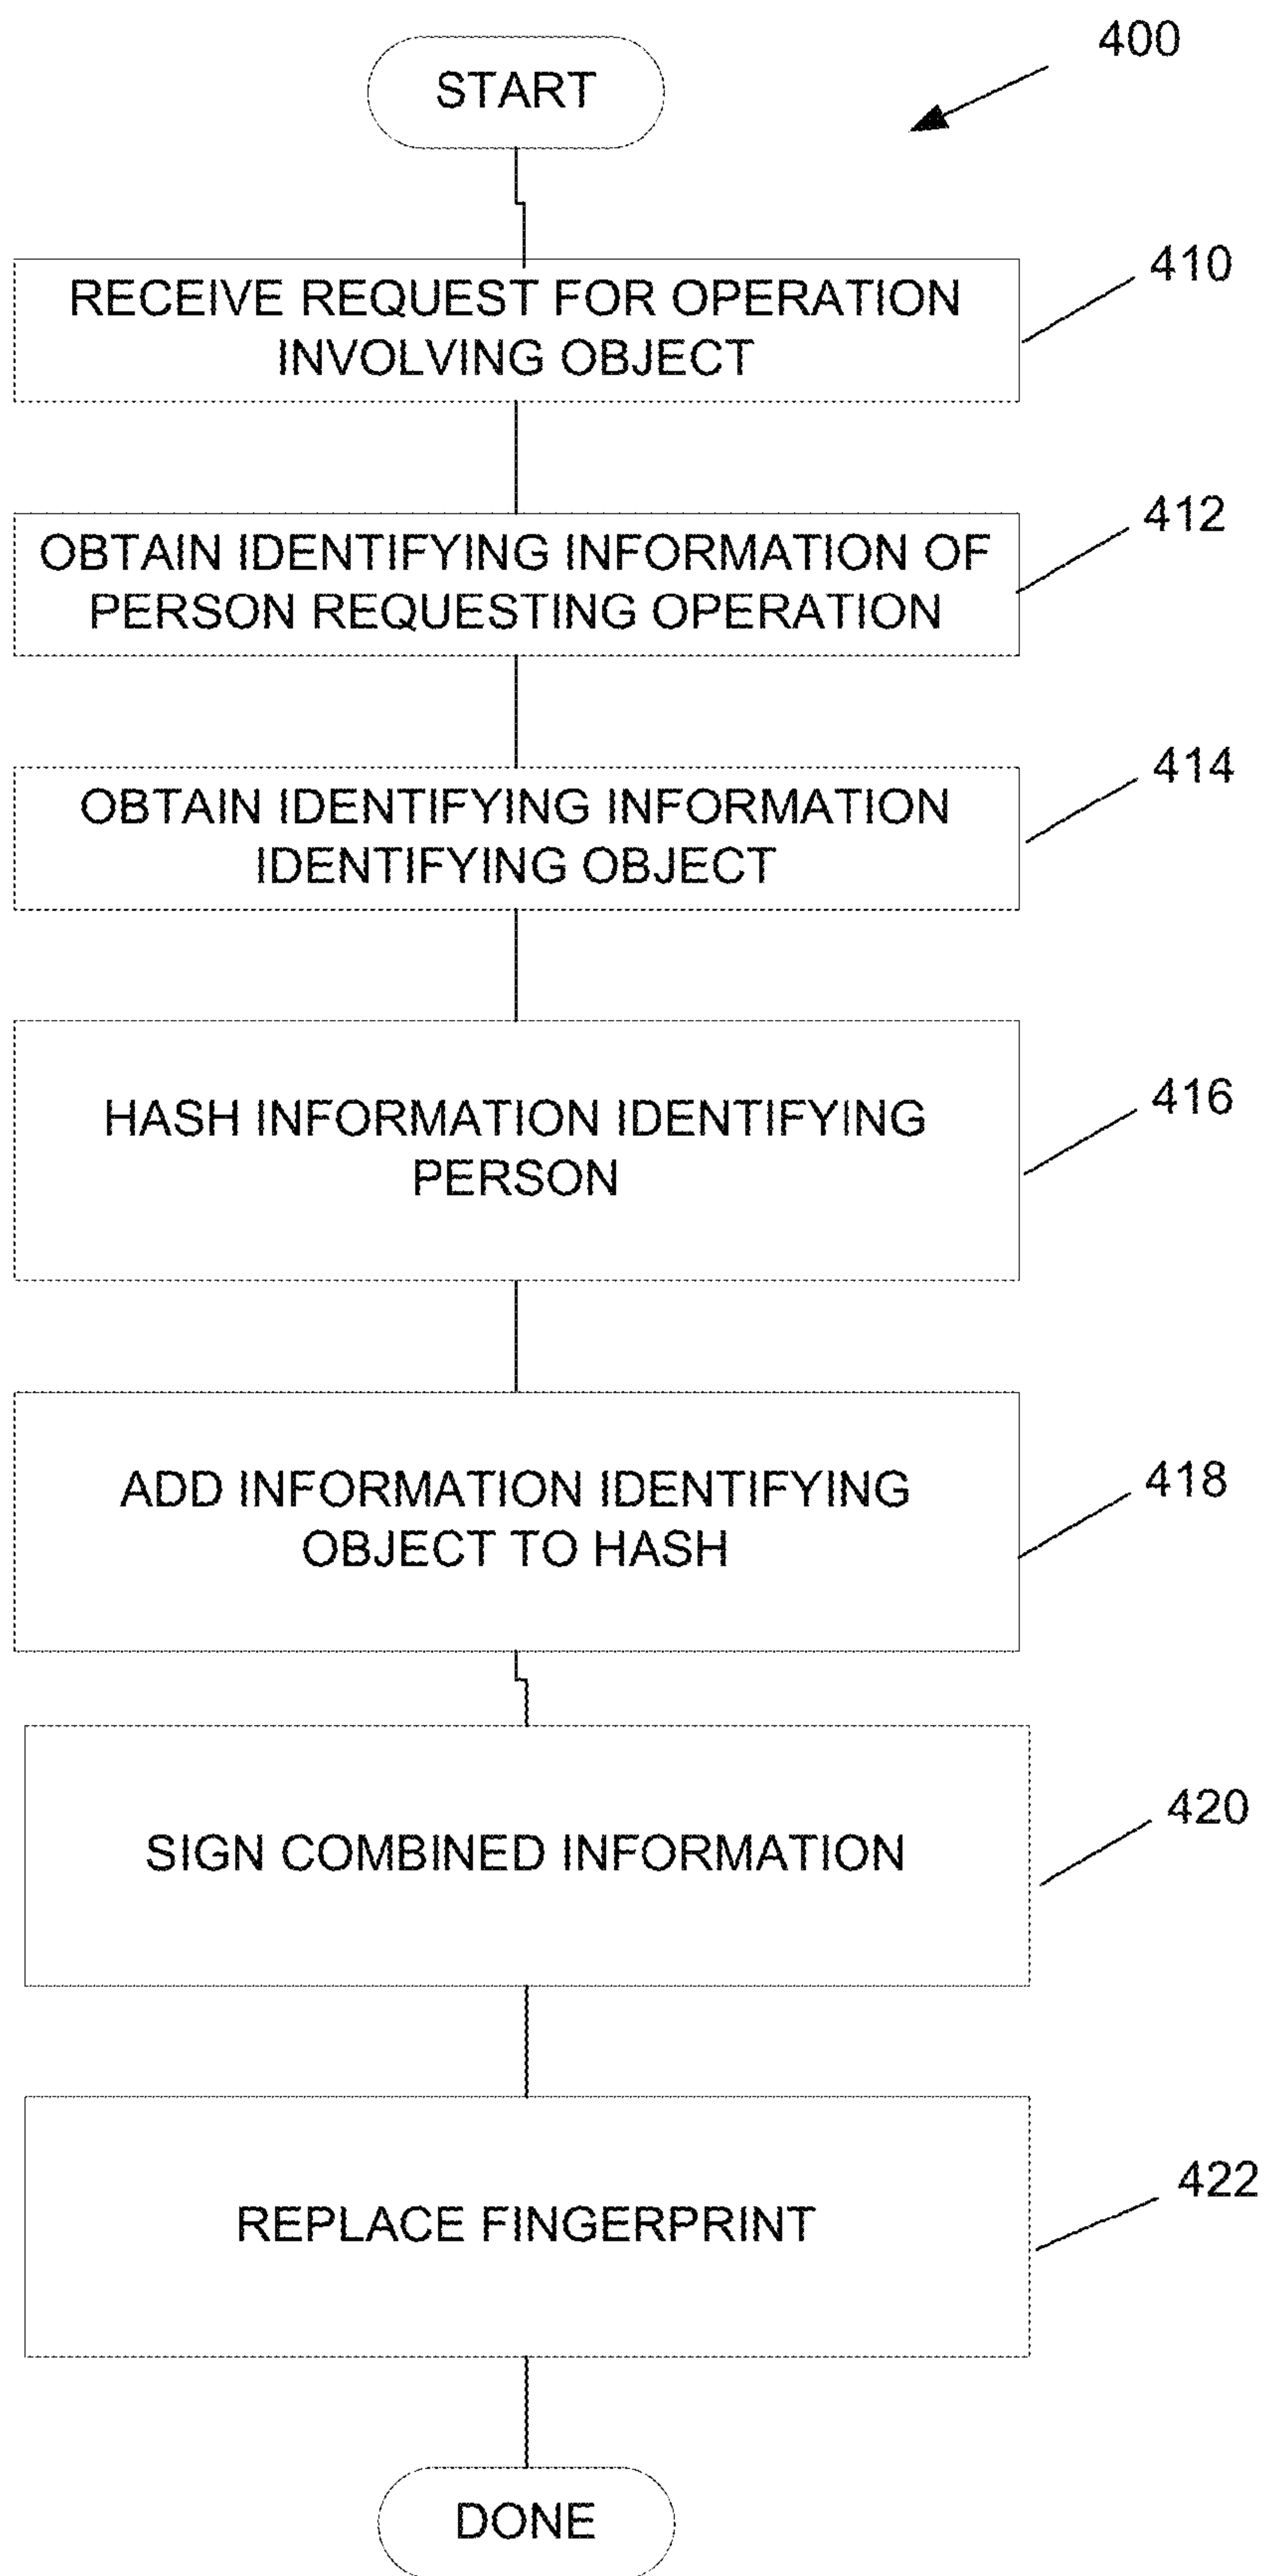 400
START
410
RECEIVE REQUEST FOR OPERATION
INVOLVING OBJECT
412
OBTAIN IDENTIFYING INFORMATION OF
PERSON REQUESTING OPERATION
414
OBTAIN IDENTIFYING INFORMATION
IDENTIFYING OBJECT
416
HASH INFORMATION IDENTIFYING
PERSON
418
ADD INFORMATION IDENTIFYING
OBJECT TO HASH
420
SIGN COMBINED INFORMATION
422
REPLACE FINGERPRINT
DONE